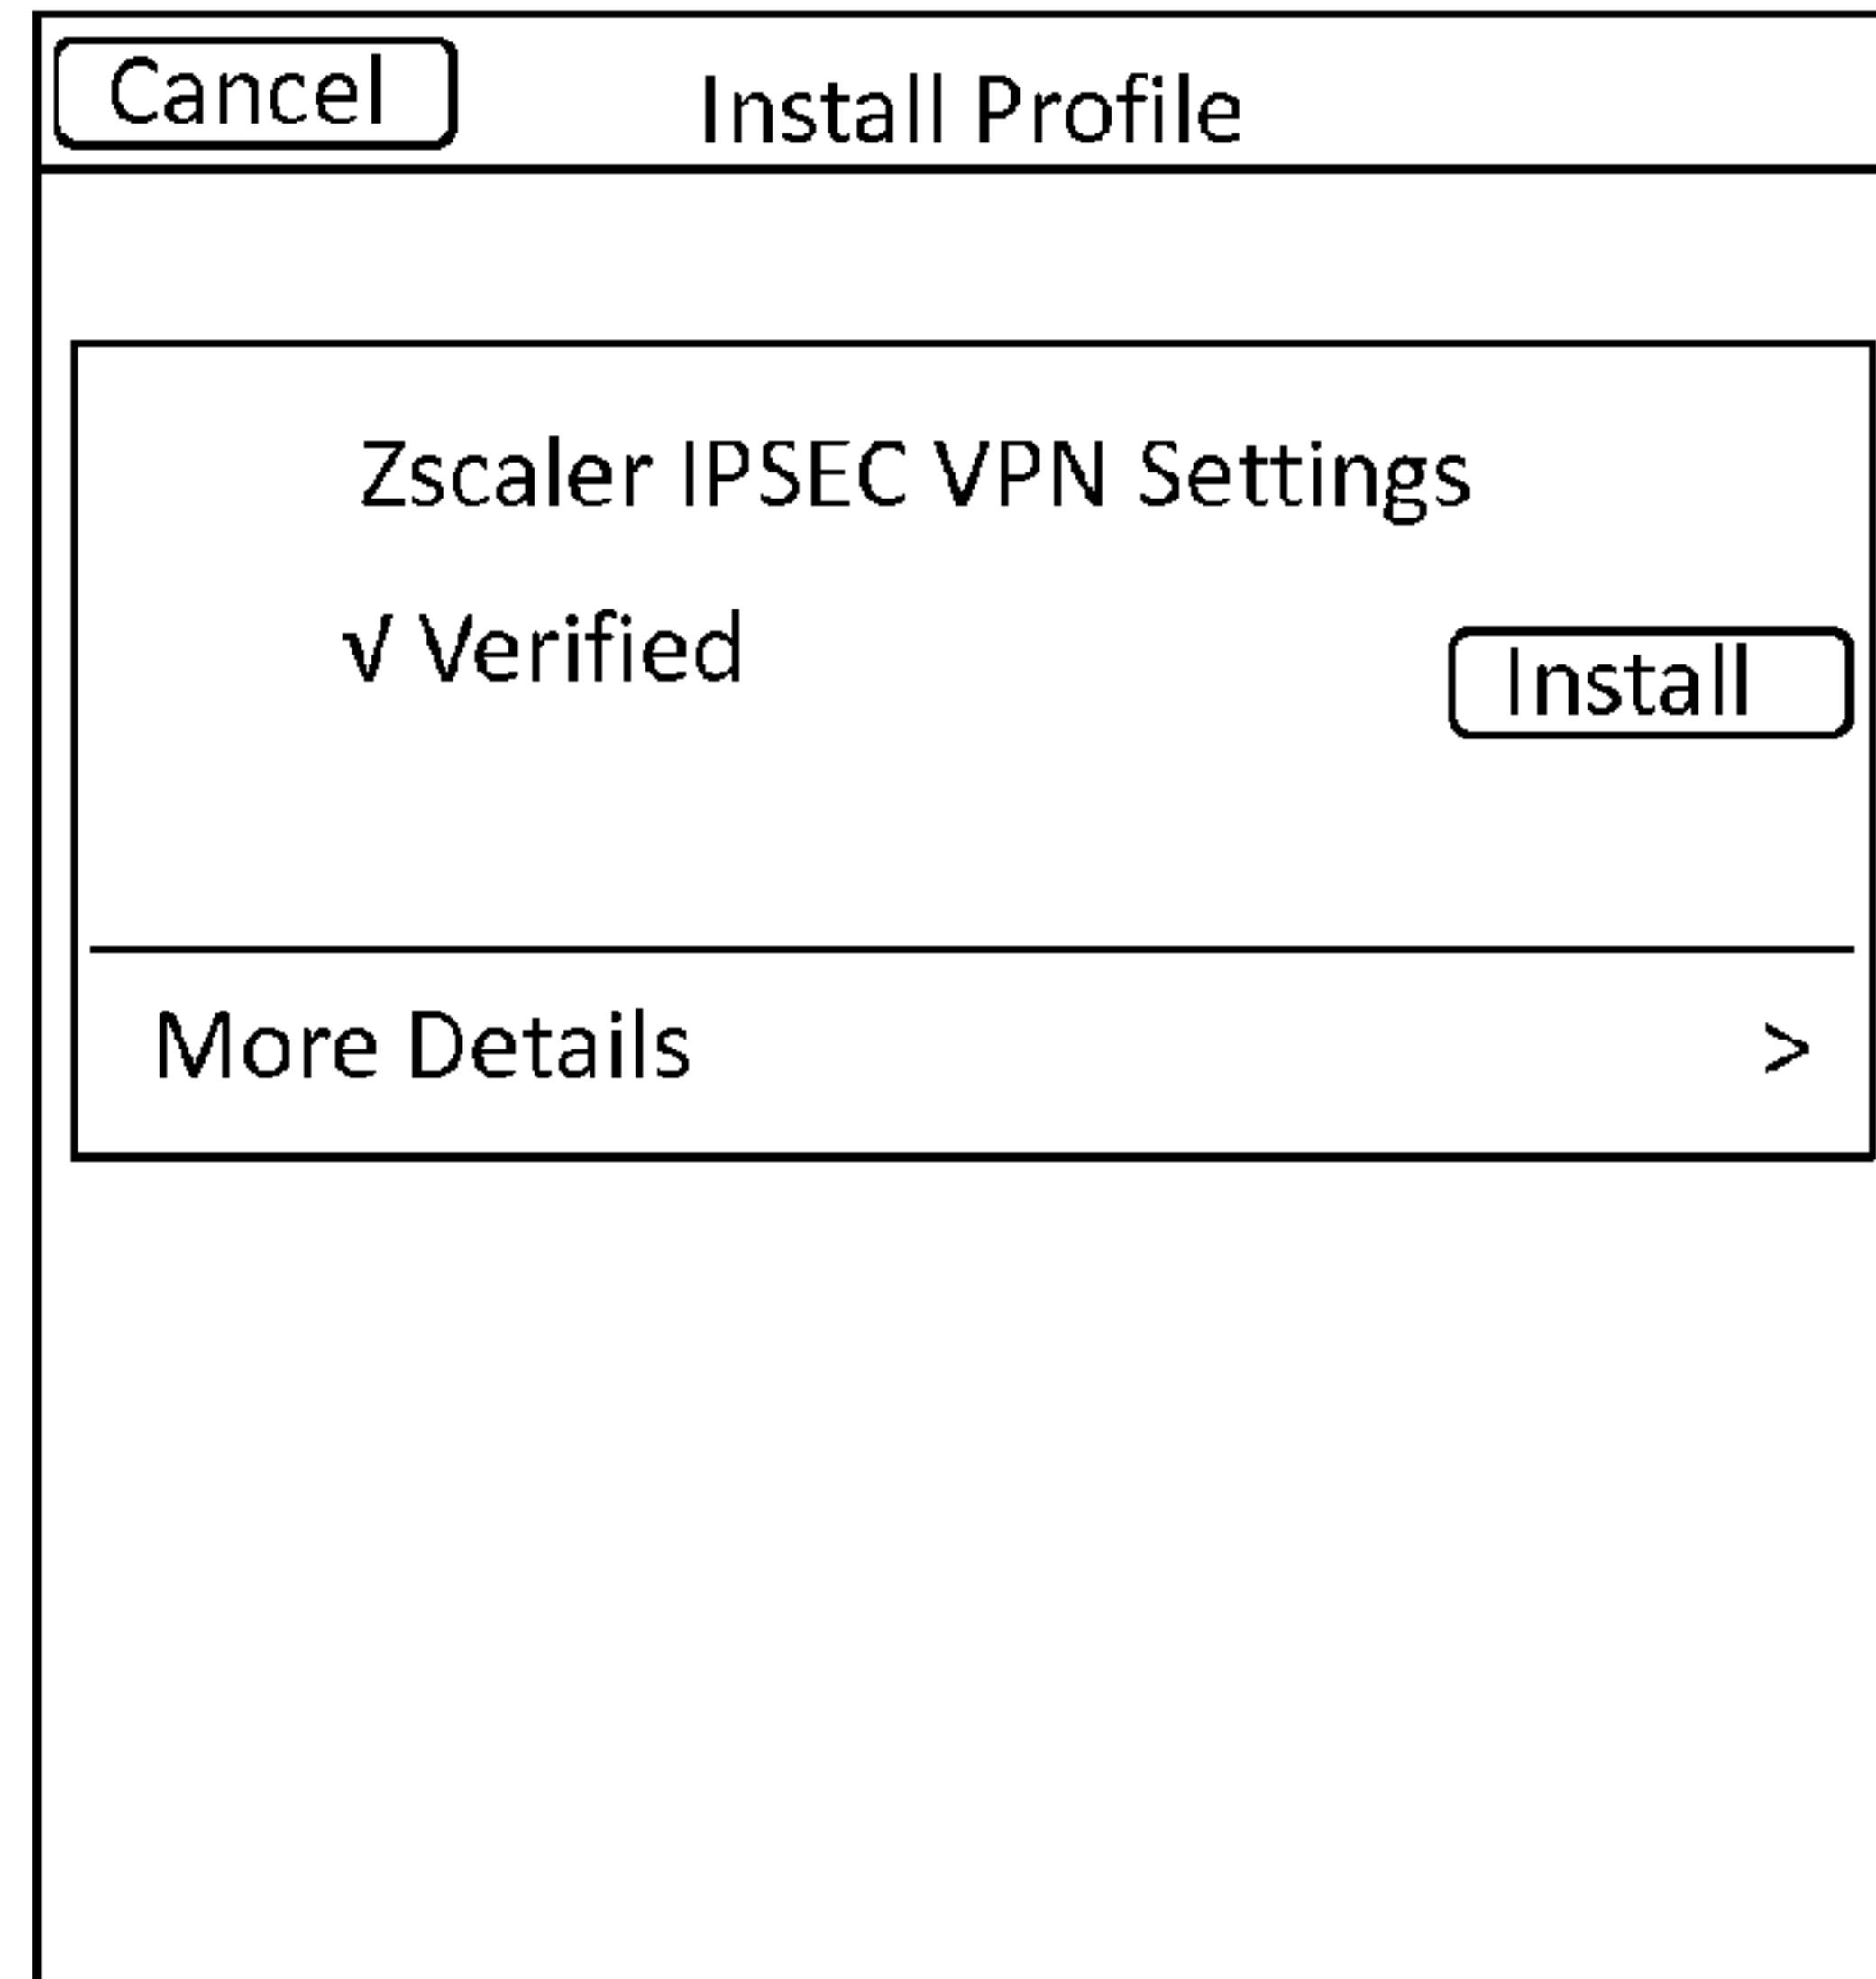 Cancel
Install Profile
Zscaler IPSEC VPN Settings
√ Verified
Install
More Details >